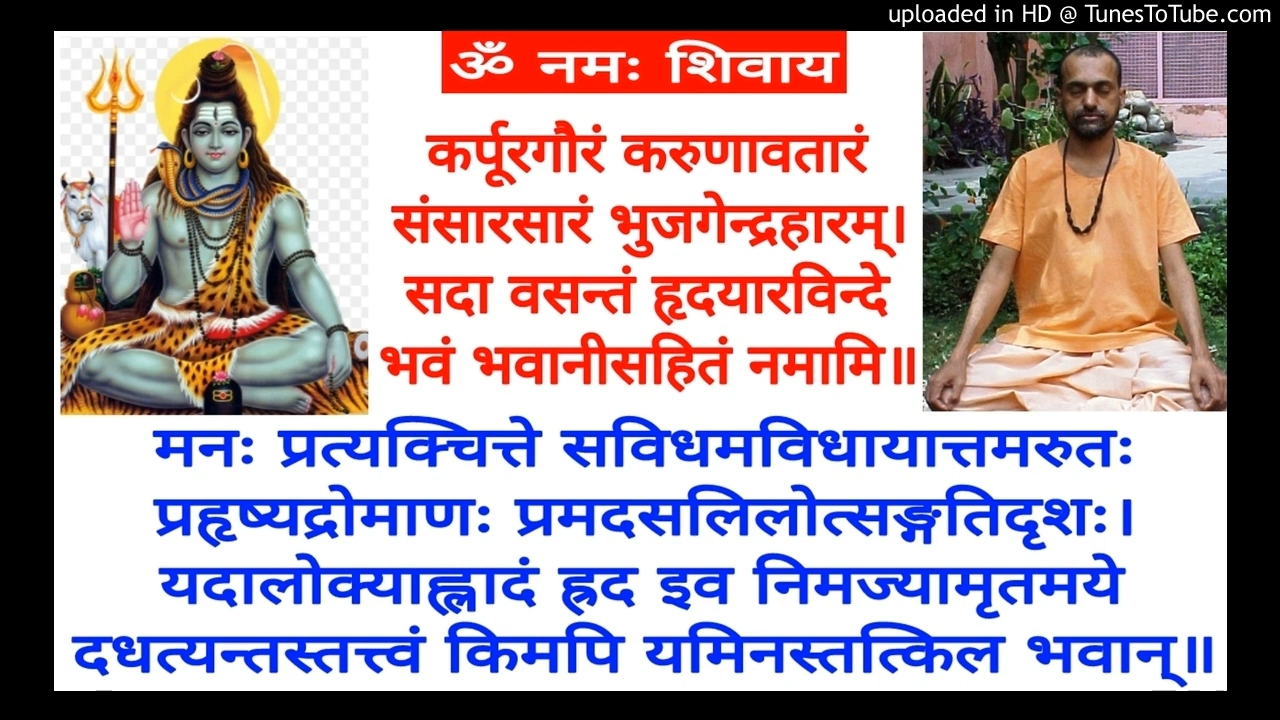 uploaded in HD @ TunesToTube.com
ॐ नमः शिवाय
कर्पूरगौरं करुणावतारं
संसारसारं भुजगेन्द्रहारम्।
सदा वसन्तं हृदयारविन्दे
भवं भवानीसहितं नमामि॥
मनः प्रत्यक्चित्ते सविधमविधायात्तमरुतः
प्रहृष्यद्रोमाणः प्रमदसलिलोत्सङ्गतिदृशः।
यदालोक्याह्लादं ह्रद इव निमज्यामृतमये
दधत्यन्तस्तत्त्वं किमपि यमिनस्तत्किल भवान्॥